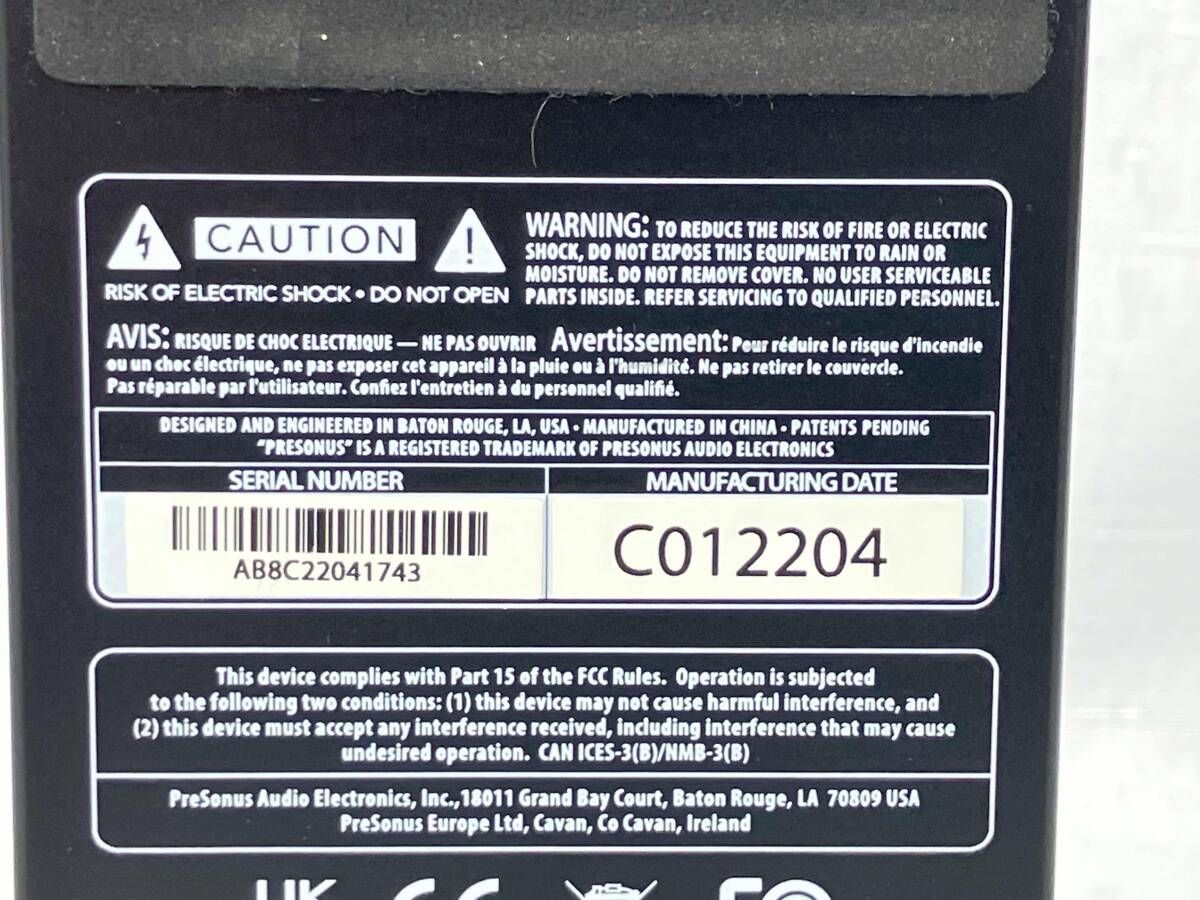 CAUTION
RISK OF ELECTRIC SHOCK • DO NOT OPEN
WARNING: TO REDUCE THE RISK OF FIRE OR ELECTRIC
SHOCK, DO NOT EXPOSE THIS EQUIPMENT TO RAIN OR
MOISTURE. DO NOT REMOVE COVER. NO USER SERVICEABLE
PARTS INSIDE. REFER SERVICING TO QUALIFIED PERSONNEL.
AVIS: RISQUE DE CHOC ELECTRIQUE — NE PAS OUVRIR Avertissement: Pour réduire le risque d'incendie
ou un choc électrique, ne pas exposer cet appareil à la pluie ou à l'humidité. Ne pas retirer le couvercle.
Pas réparable par l'utilisateur. Confiez l'entretien à du personnel qualifié.
DESIGNED AND ENGINEERED IN BATON ROUGE, LA, USA • MANUFACTURED IN CHINA • PATENTS PENDING
"PRESONUS" IS A REGISTERED TRADEMARK OF PRESONUS AUDIO ELECTRONICS
SERIAL NUMBER
AB8C22041743
MANUFACTURING DATE
C012204
This device complies with Part 15 of the FCC Rules. Operation is subjected
to the following two conditions: (1) this device may not cause harmful interference, and
(2) this device must accept any interference received, including interference that may cause
undesired operation. CAN ICES-3(B)/NMB-3(B)
PreSonus Audio Electronics, Inc.,18011 Grand Bay Court, Baton Rouge, LA 70809 USA
PreSonus Europe Ltd, Cavan, Co Cavan, Ireland
UK CE FC